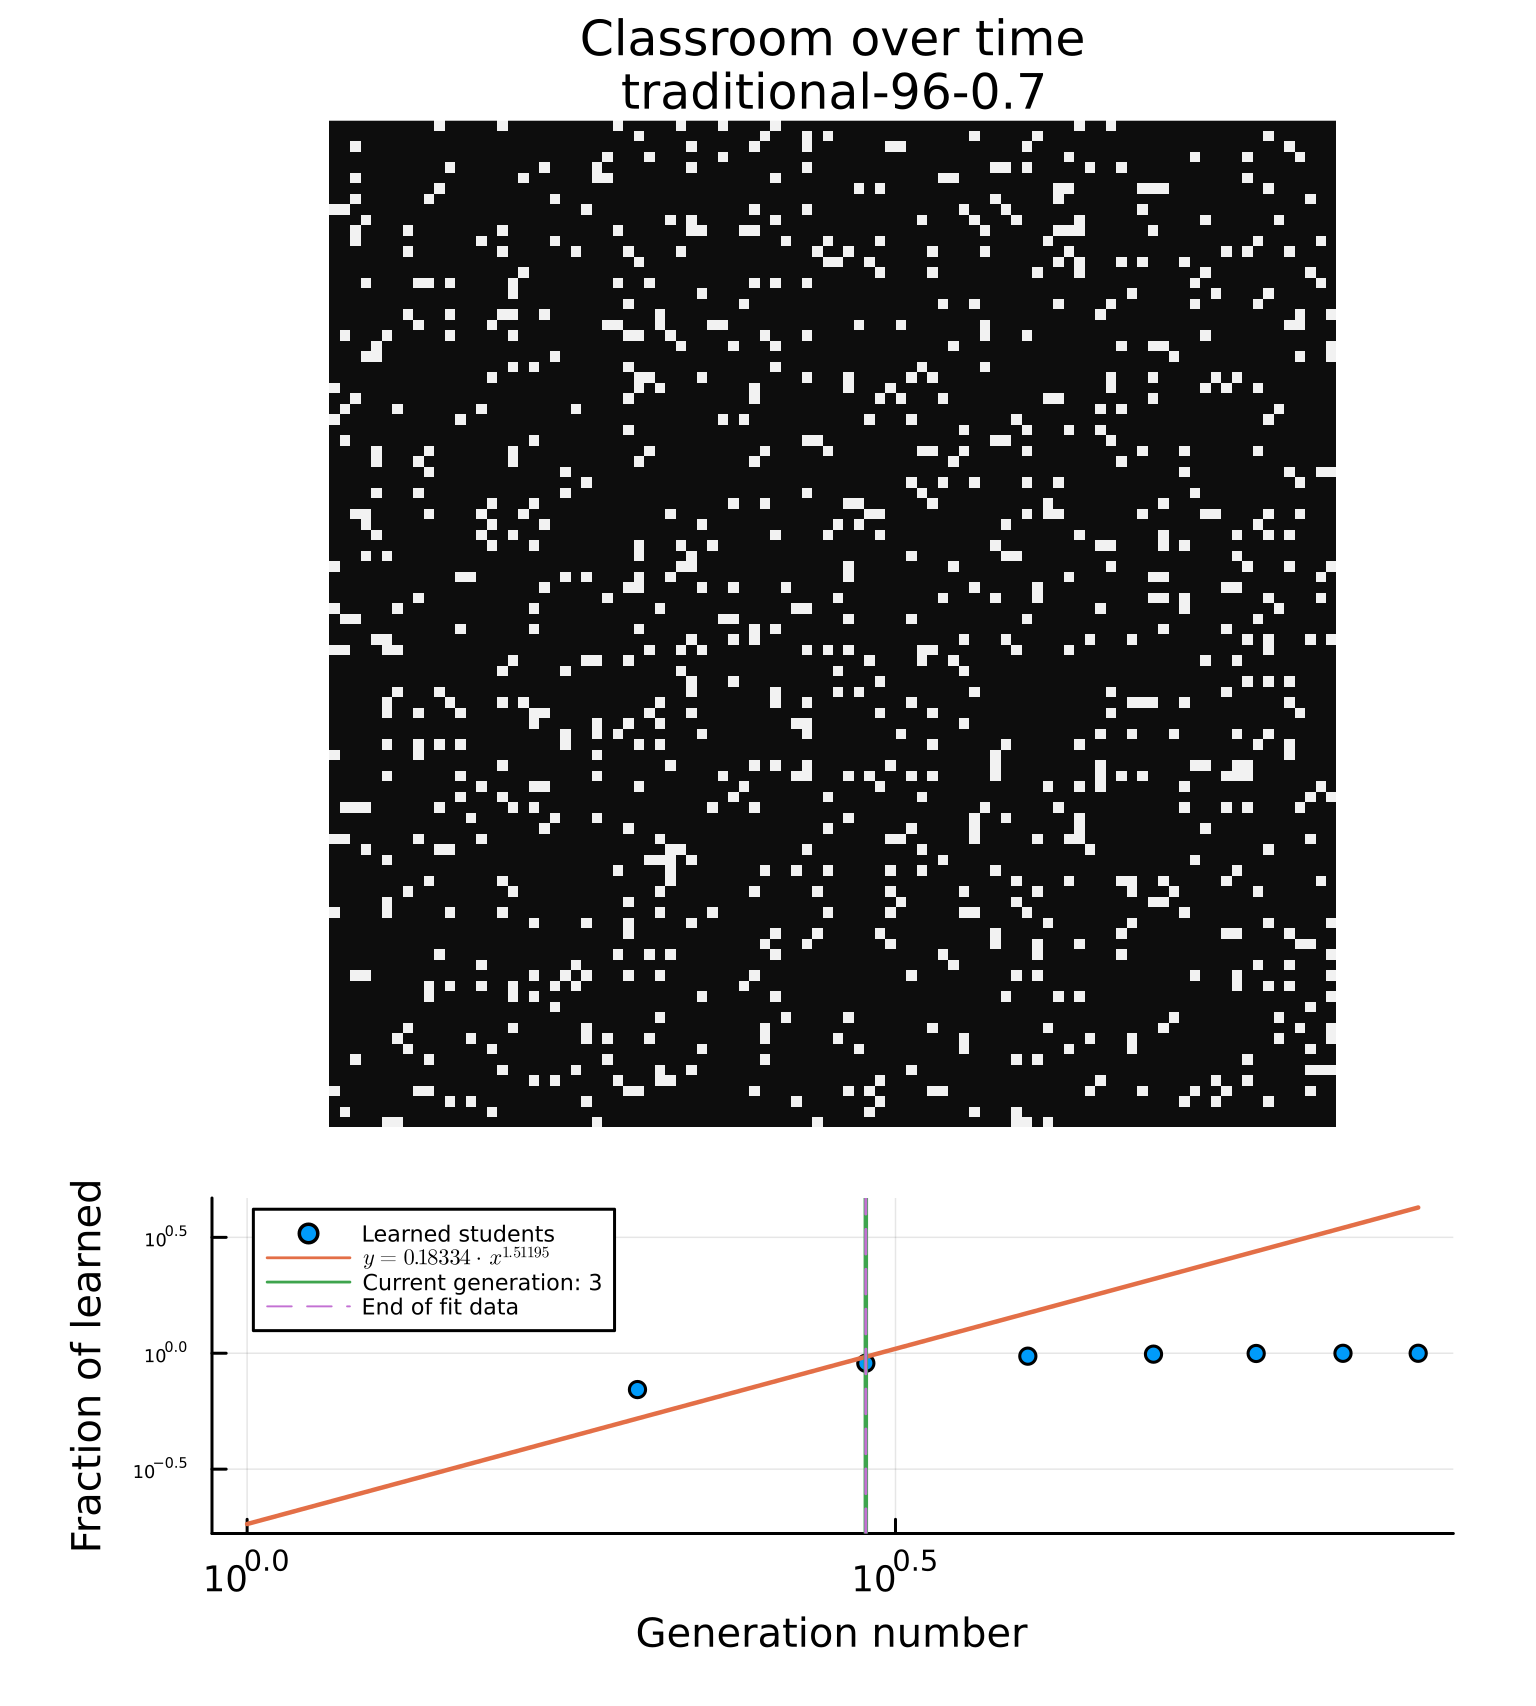 Classroom over time
traditional-96-0.7
Fraction of learned
10^0.5
10^0.0
10^−0.5
Learned students
y = 0.18334 · x^1.51195
Current generation: 3
End of fit data
10^0.0
10^0.5
Generation number